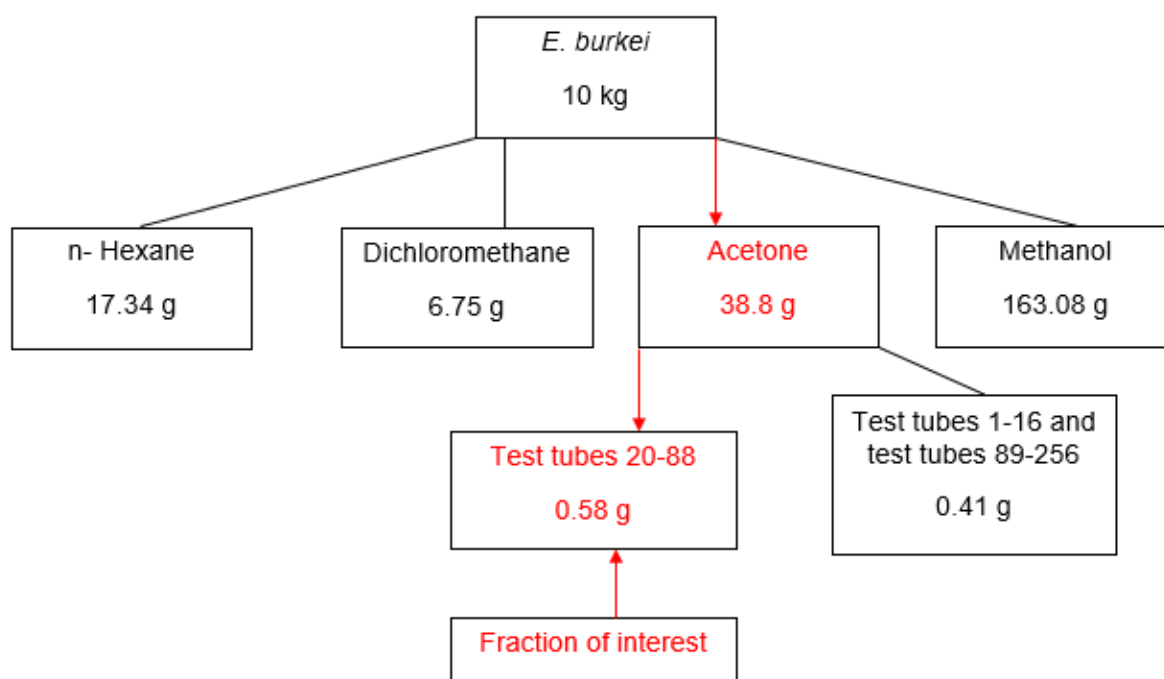 E. burkei
10 kg
n- Hexane
17.34 g
Dichloromethane
6.75 g
Acetone
38.8 g
Methanol
163.08 g
Test tubes 20-88
0.58 g
Test tubes 1-16 and
test tubes 89-256
0.41 g
Fraction of interest